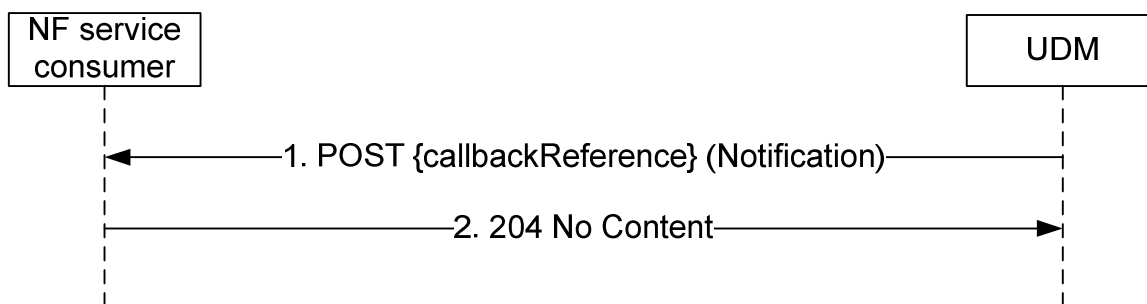 NF service
consumer
UDM
1. POST {callbackReference} (Notification)
2. 204 No Content